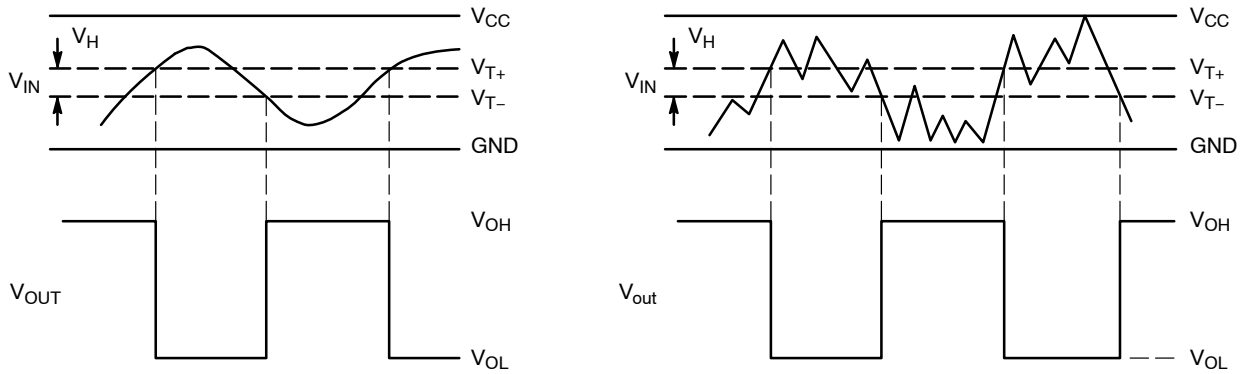 V_CC
V_H
V_IN
V_T+
V_T−
GND
V_OH
V_OUT
V_OL
V_CC
V_H
V_IN
V_T+
V_T−
GND
V_OH
V_out
V_OL